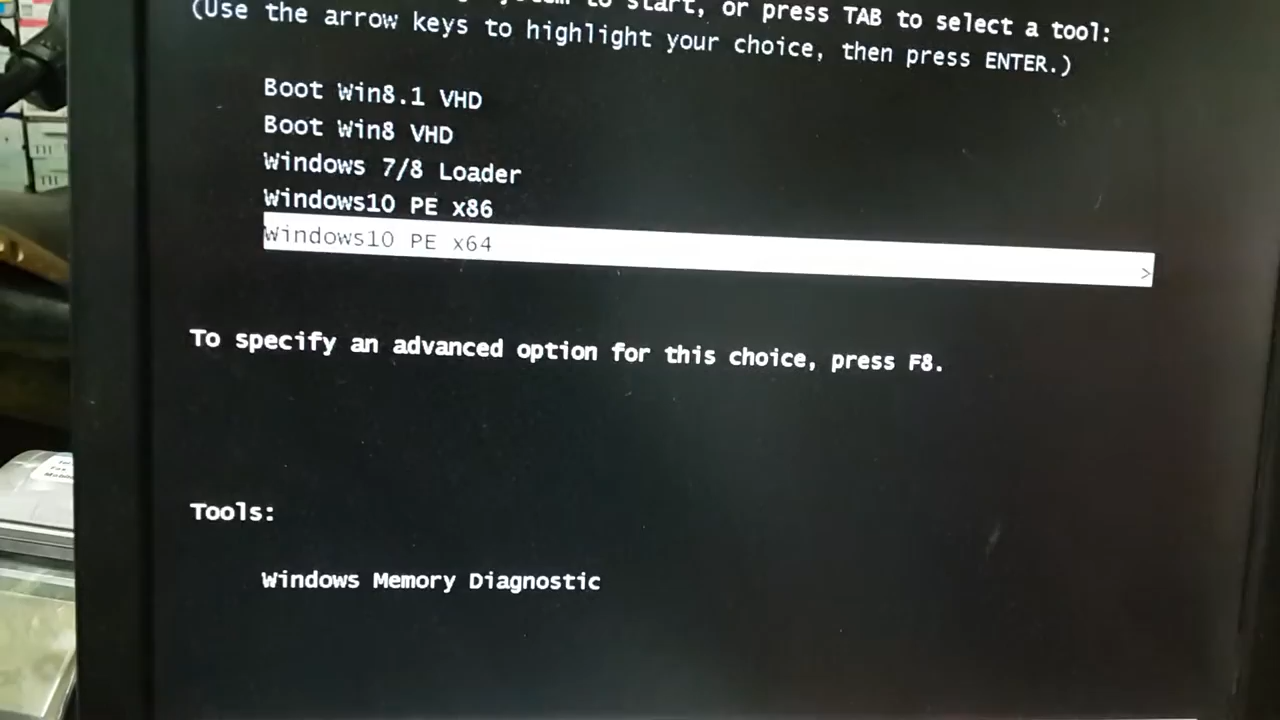 to start, or press TAB to select a tool:
(Use the arrow keys to highlight your choice, then press ENTER.)
Boot Win8.1 VHD
Boot Win8 VHD
Windows 7/8 Loader
Windows10 PE x86
Windows10 PE x64 >
To specify an advanced option for this choice, press F8.
Tools:
Windows Memory Diagnostic